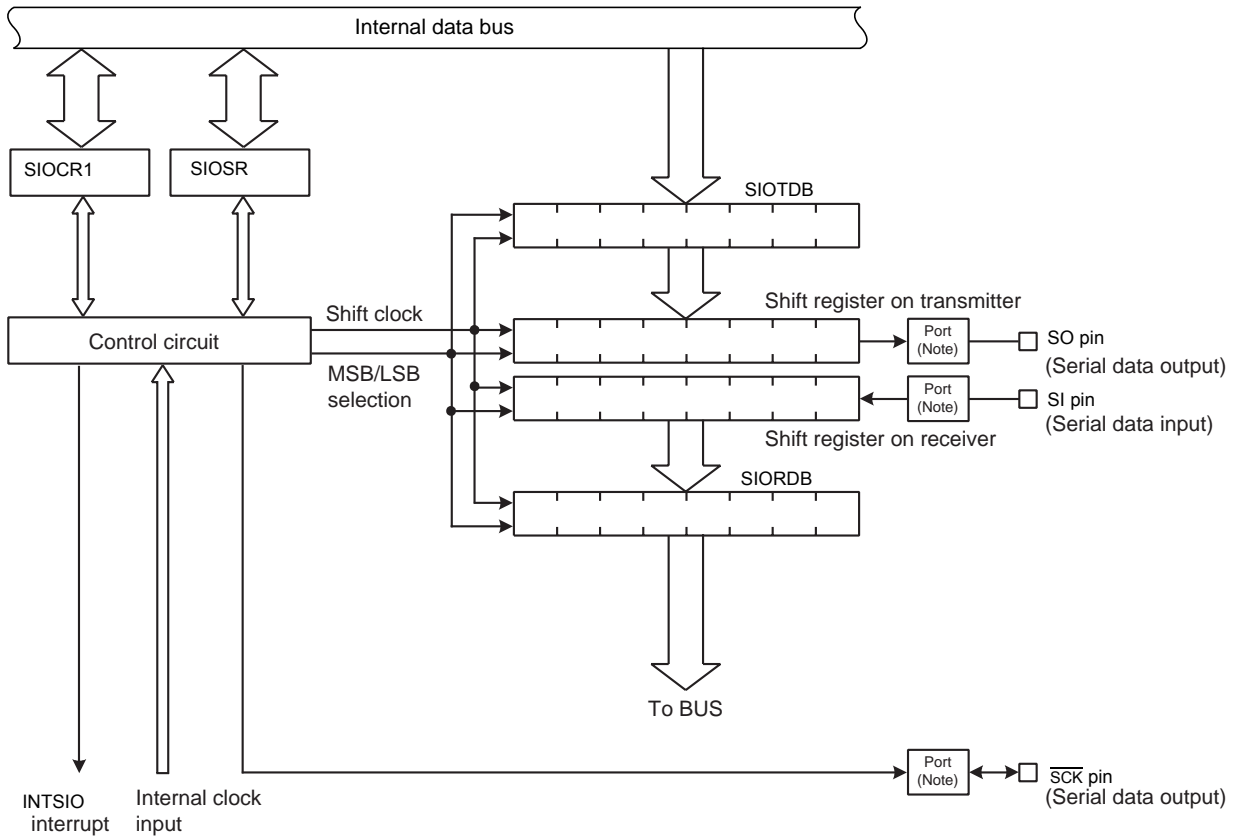 Internal data bus
SIOCR1
SIOSR
SIOTDB
Shift clock
Shift register on transmitter
Control circuit
Port
(Note)
SO pin
(Serial data output)
MSB/LSB
selection
Port
(Note)
SI pin
(Serial data input)
Shift register on receiver
SIORDB
To BUS
Port
(Note)
SCK pin
(Serial data output)
INTSIO
interrupt
Internal clock
input